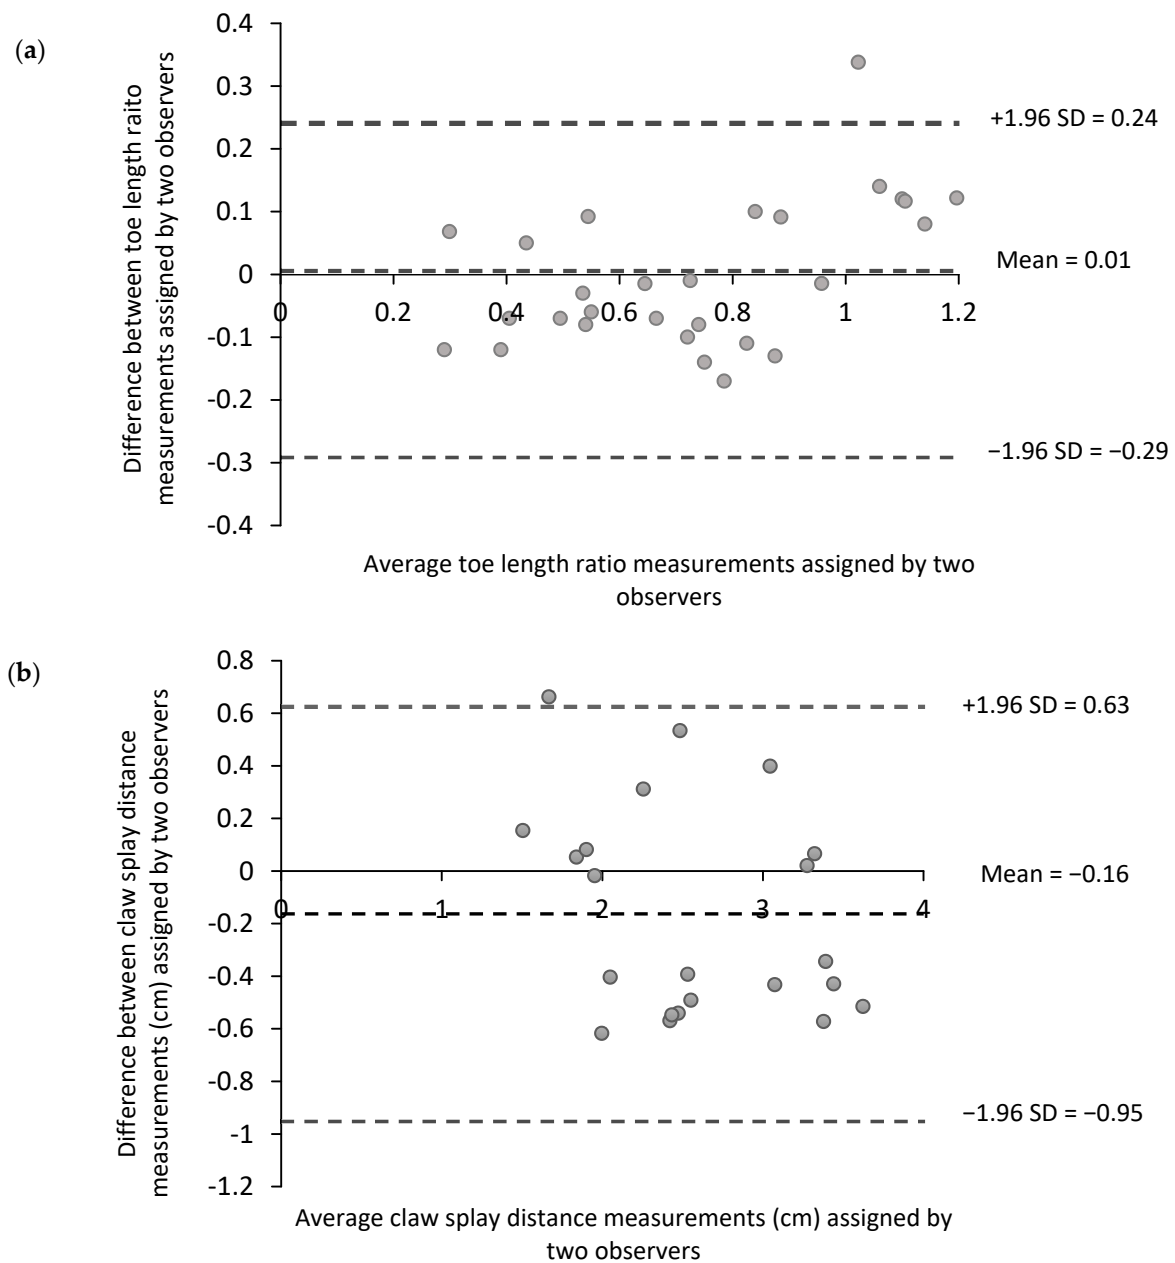 (a)
Difference between toe length raito
measurements assigned by two observers
0.4
0.3
0.2
0.1
0
-0.1
-0.2
-0.3
-0.4
0
0.2
0.4
0.6
0.8
1
1.2
+1.96 SD = 0.24
Mean = 0.01
−1.96 SD = −0.29
Average toe length ratio measurements assigned by two
observers
(b)
Difference between claw splay distance
measurements (cm) assigned by two observers
0.8
0.6
0.4
0.2
0
-0.2
-0.4
-0.6
-0.8
-1
-1.2
0
1
2
3
4
+1.96 SD = 0.63
Mean = −0.16
−1.96 SD = −0.95
Average claw splay distance measurements (cm) assigned by
two observers